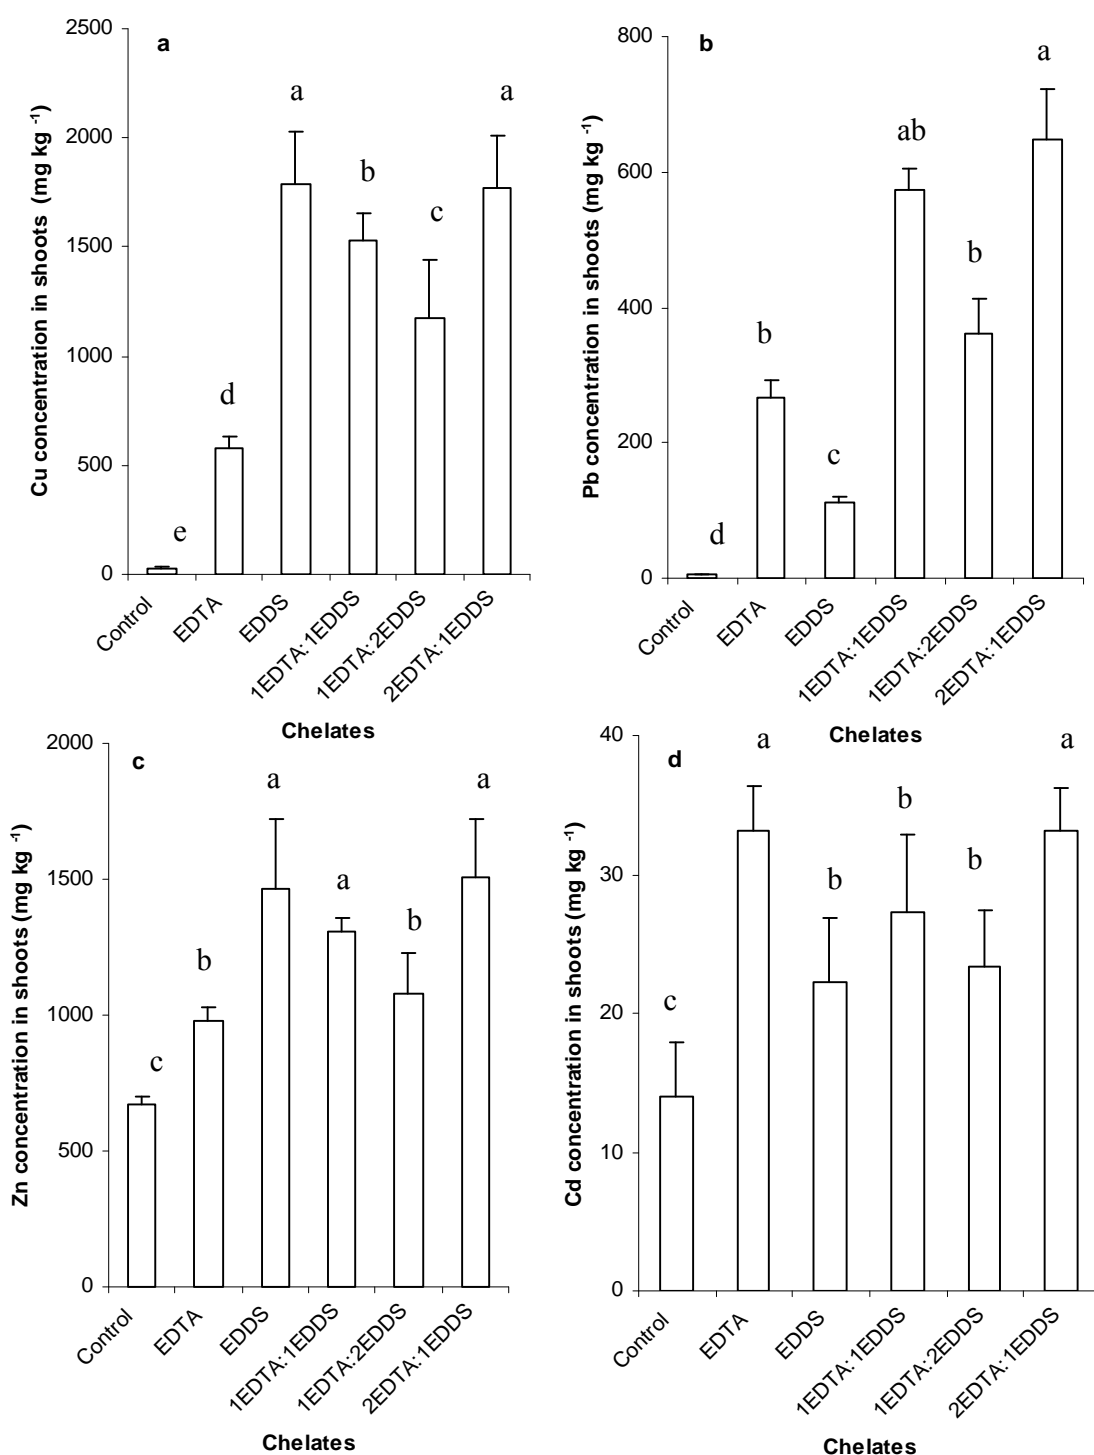 a
Cu concentration in shoots (mg kg -1)
2500
2000
1500
1000
500
0
e
d
a
b
c
a
Control
EDTA
EDDS
1EDTA:1EDDS
1EDTA:2EDDS
2EDTA:1EDDS
Chelates
b
Pb concentration in shoots (mg kg -1)
800
600
400
200
0
d
b
c
ab
b
a
Control
EDTA
EDDS
1EDTA:1EDDS
1EDTA:2EDDS
2EDTA:1EDDS
Chelates
c
Zn concentration in shoots (mg kg -1)
2000
1500
1000
500
0
c
b
a
a
b
a
Control
EDTA
EDDS
1EDTA:1EDDS
1EDTA:2EDDS
2EDTA:1EDDS
Chelates
d
Cd concentration in shoots (mg kg -1)
40
30
20
10
0
c
a
b
b
b
a
Control
EDTA
EDDS
1EDTA:1EDDS
1EDTA:2EDDS
2EDTA:1EDDS
Chelates